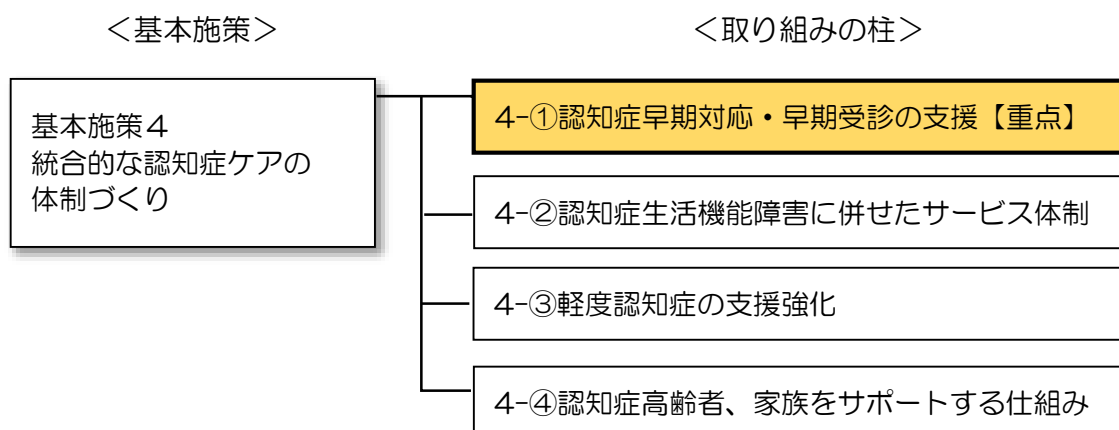 ＜基本施策＞
＜取り組みの柱＞
基本施策４
統合的な認知症ケアの
体制づくり
4-①認知症早期対応・早期受診の支援【重点】
4-②認知症生活機能障害に併せたサービス体制
4-③軽度認知症の支援強化
4-④認知症高齢者、家族をサポートする仕組み